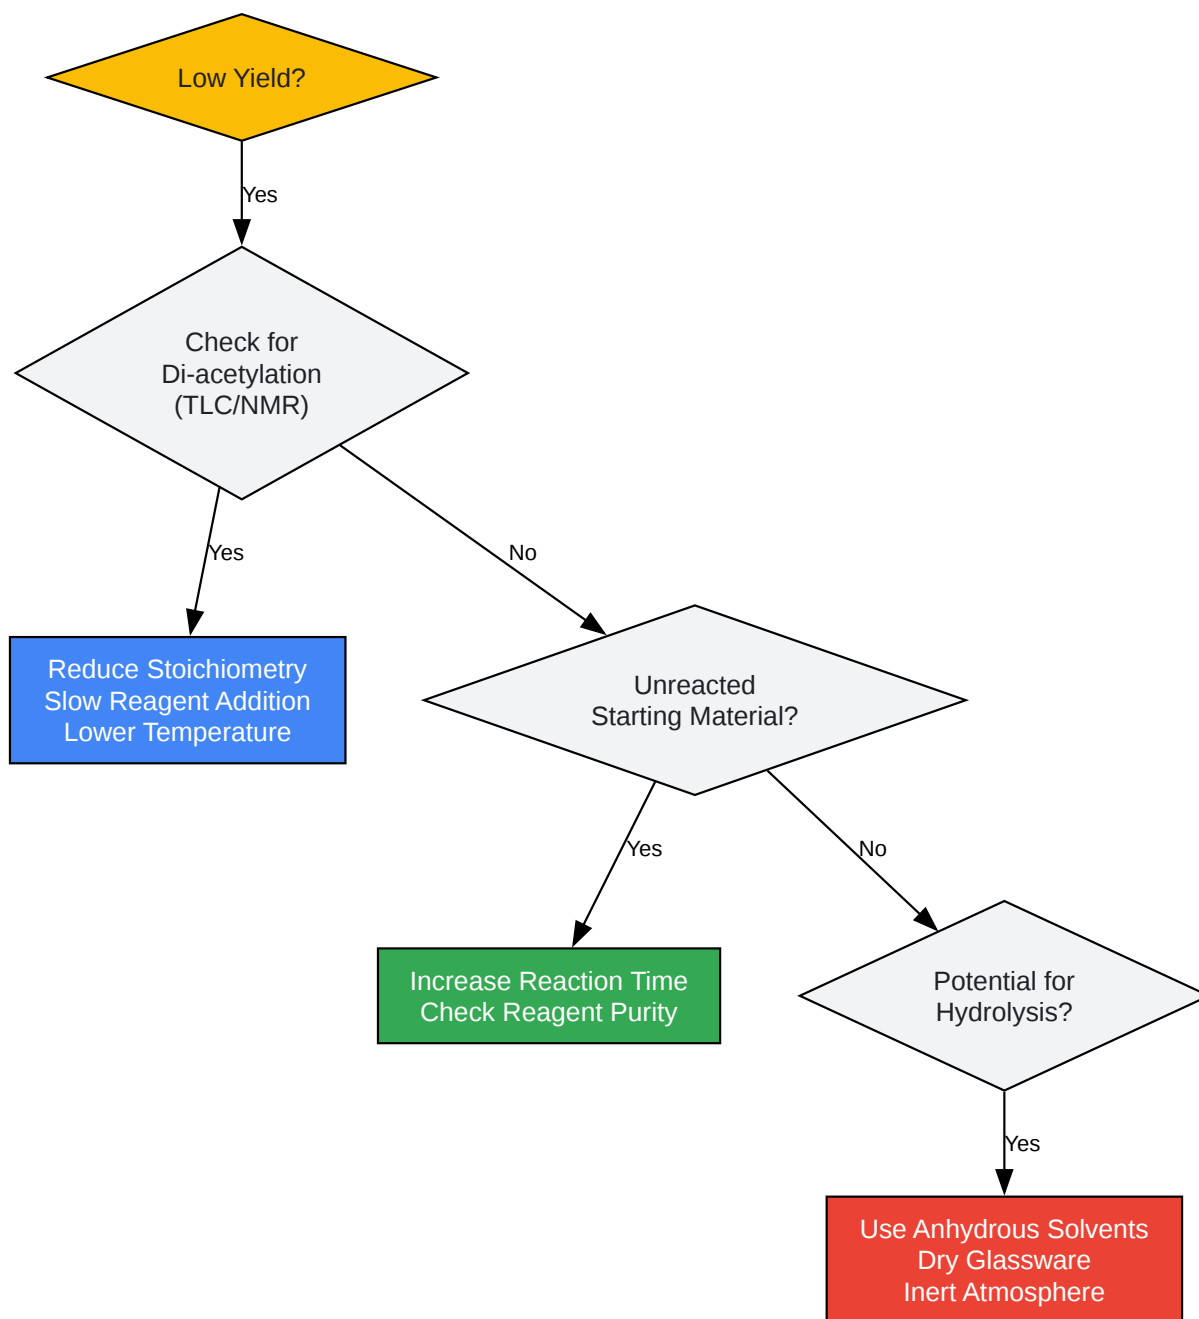 Low Yield?
Yes
Check for
Di-acetylation
(TLC/NMR)
Yes
No
Reduce Stoichiometry
Slow Reagent Addition
Lower Temperature
Unreacted
Starting Material?
Yes
No
Increase Reaction Time
Check Reagent Purity
Potential for
Hydrolysis?
Yes
Use Anhydrous Solvents
Dry Glassware
Inert Atmosphere